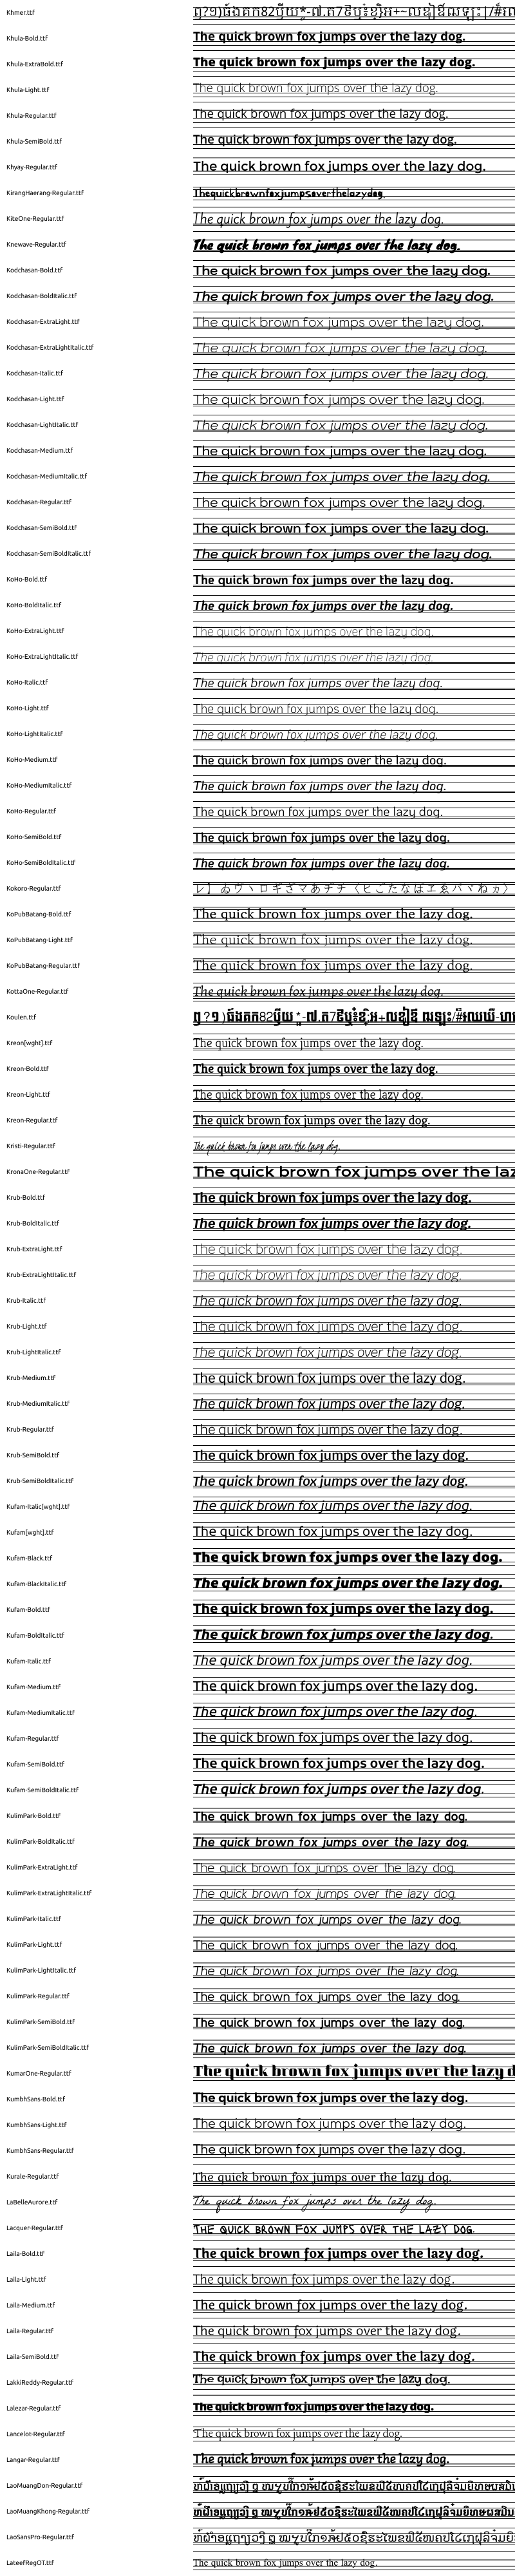 Khmer.ttf
Khula-Bold.ttf The quick brown fox jumps over the lazy dog.
Khula-ExtraBold.ttf The quick brown fox jumps over the lazy dog.
Khula-Light.ttf The quick brown fox jumps over the lazy dog.
Khula-Regular.ttf The quick brown fox jumps over the lazy dog.
Khula-SemiBold.ttf The quick brown fox jumps over the lazy dog.
Khyay-Regular.ttf The quick brown fox jumps over the lazy dog.
KirangHaerang-Regular.ttf The quick brown fox jumps over the lazy dog.
KiteOne-Regular.ttf The quick brown fox jumps over the lazy dog.
Knewave-Regular.ttf The quick brown fox jumps over the lazy dog.
Kodchasan-Bold.ttf The quick brown fox jumps over the lazy dog.
Kodchasan-BoldItalic.ttf The quick brown fox jumps over the lazy dog.
Kodchasan-ExtraLight.ttf The quick brown fox jumps over the lazy dog.
Kodchasan-ExtraLightItalic.ttf The quick brown fox jumps over the lazy dog.
Kodchasan-Italic.ttf The quick brown fox jumps over the lazy dog.
Kodchasan-Light.ttf The quick brown fox jumps over the lazy dog.
Kodchasan-LightItalic.ttf The quick brown fox jumps over the lazy dog.
Kodchasan-Medium.ttf The quick brown fox jumps over the lazy dog.
Kodchasan-MediumItalic.ttf The quick brown fox jumps over the lazy dog.
Kodchasan-Regular.ttf The quick brown fox jumps over the lazy dog.
Kodchasan-SemiBold.ttf The quick brown fox jumps over the lazy dog.
Kodchasan-SemiBoldItalic.ttf The quick brown fox jumps over the lazy dog.
KoHo-Bold.ttf The quick brown fox jumps over the lazy dog.
KoHo-BoldItalic.ttf The quick brown fox jumps over the lazy dog.
KoHo-ExtraLight.ttf The quick brown fox jumps over the lazy dog.
KoHo-ExtraLightItalic.ttf The quick brown fox jumps over the lazy dog.
KoHo-Italic.ttf The quick brown fox jumps over the lazy dog.
KoHo-Light.ttf The quick brown fox jumps over the lazy dog.
KoHo-LightItalic.ttf The quick brown fox jumps over the lazy dog.
KoHo-Medium.ttf The quick brown fox jumps over the lazy dog.
KoHo-MediumItalic.ttf The quick brown fox jumps over the lazy dog.
KoHo-Regular.ttf The quick brown fox jumps over the lazy dog.
KoHo-SemiBold.ttf The quick brown fox jumps over the lazy dog.
KoHo-SemiBoldItalic.ttf The quick brown fox jumps over the lazy dog.
Kokoro-Regular.ttf レ】ゐヴヽロギざマあヂチ〈ヒごたなばヱゑパヾねヵ〉
KoPubBatang-Bold.ttf The quick brown fox jumps over the lazy dog.
KoPubBatang-Light.ttf The quick brown fox jumps over the lazy dog.
KoPubBatang-Regular.ttf The quick brown fox jumps over the lazy dog.
KottaOne-Regular.ttf The quick brown fox jumps over the lazy dog.
Koulen.ttf
Kreon[wght].ttf The quick brown fox jumps over the lazy dog.
Kreon-Bold.ttf The quick brown fox jumps over the lazy dog.
Kreon-Light.ttf The quick brown fox jumps over the lazy dog.
Kreon-Regular.ttf The quick brown fox jumps over the lazy dog.
Kristi-Regular.ttf The quick brown fox jumps over the lazy dog.
KronaOne-Regular.ttf The quick brown fox jumps over the laz
Krub-Bold.ttf The quick brown fox jumps over the lazy dog.
Krub-BoldItalic.ttf The quick brown fox jumps over the lazy dog.
Krub-ExtraLight.ttf The quick brown fox jumps over the lazy dog.
Krub-ExtraLightItalic.ttf The quick brown fox jumps over the lazy dog.
Krub-Italic.ttf The quick brown fox jumps over the lazy dog.
Krub-Light.ttf The quick brown fox jumps over the lazy dog.
Krub-LightItalic.ttf The quick brown fox jumps over the lazy dog.
Krub-Medium.ttf The quick brown fox jumps over the lazy dog.
Krub-MediumItalic.ttf The quick brown fox jumps over the lazy dog.
Krub-Regular.ttf The quick brown fox jumps over the lazy dog.
Krub-SemiBold.ttf The quick brown fox jumps over the lazy dog.
Krub-SemiBoldItalic.ttf The quick brown fox jumps over the lazy dog.
Kufam-Italic[wght].ttf The quick brown fox jumps over the lazy dog.
Kufam[wght].ttf The quick brown fox jumps over the lazy dog.
Kufam-Black.ttf The quick brown fox jumps over the lazy dog.
Kufam-BlackItalic.ttf The quick brown fox jumps over the lazy dog.
Kufam-Bold.ttf The quick brown fox jumps over the lazy dog.
Kufam-BoldItalic.ttf The quick brown fox jumps over the lazy dog.
Kufam-Italic.ttf The quick brown fox jumps over the lazy dog.
Kufam-Medium.ttf The quick brown fox jumps over the lazy dog.
Kufam-MediumItalic.ttf The quick brown fox jumps over the lazy dog.
Kufam-Regular.ttf The quick brown fox jumps over the lazy dog.
Kufam-SemiBold.ttf The quick brown fox jumps over the lazy dog.
Kufam-SemiBoldItalic.ttf The quick brown fox jumps over the lazy dog.
KulimPark-Bold.ttf The quick brown fox jumps over the lazy dog.
KulimPark-BoldItalic.ttf The quick brown fox jumps over the lazy dog.
KulimPark-ExtraLight.ttf The quick brown fox jumps over the lazy dog.
KulimPark-ExtraLightItalic.ttf The quick brown fox jumps over the lazy dog.
KulimPark-Italic.ttf The quick brown fox jumps over the lazy dog.
KulimPark-Light.ttf The quick brown fox jumps over the lazy dog.
KulimPark-LightItalic.ttf The quick brown fox jumps over the lazy dog.
KulimPark-Regular.ttf The quick brown fox jumps over the lazy dog.
KulimPark-SemiBold.ttf The quick brown fox jumps over the lazy dog.
KulimPark-SemiBoldItalic.ttf The quick brown fox jumps over the lazy dog.
KumarOne-Regular.ttf The quick brown fox jumps over the lazy d
KumbhSans-Bold.ttf The quick brown fox jumps over the lazy dog.
KumbhSans-Light.ttf The quick brown fox jumps over the lazy dog.
KumbhSans-Regular.ttf The quick brown fox jumps over the lazy dog.
Kurale-Regular.ttf The quick brown fox jumps over the lazy dog.
LaBelleAurore.ttf The quick brown fox jumps over the lazy dog.
Lacquer-Regular.ttf THE QUICK BROWN FOX JUMPS OVER THE LAZY DOG.
Laila-Bold.ttf The quick brown fox jumps over the lazy dog.
Laila-Light.ttf The quick brown fox jumps over the lazy dog.
Laila-Medium.ttf The quick brown fox jumps over the lazy dog.
Laila-Regular.ttf The quick brown fox jumps over the lazy dog.
Laila-SemiBold.ttf The quick brown fox jumps over the lazy dog.
LakkiReddy-Regular.ttf The quick brown fox jumps over the lazy dog.
Lalezar-Regular.ttf The quick brown fox jumps over the lazy dog.
Lancelot-Regular.ttf The quick brown fox jumps over the lazy dog.
Langar-Regular.ttf The quick brown fox jumps over the lazy dog.
LaoMuangDon-Regular.ttf
LaoMuangKhong-Regular.ttf
LaoSansPro-Regular.ttf
LateefRegOT.ttf The quick brown fox jumps over the lazy dog.